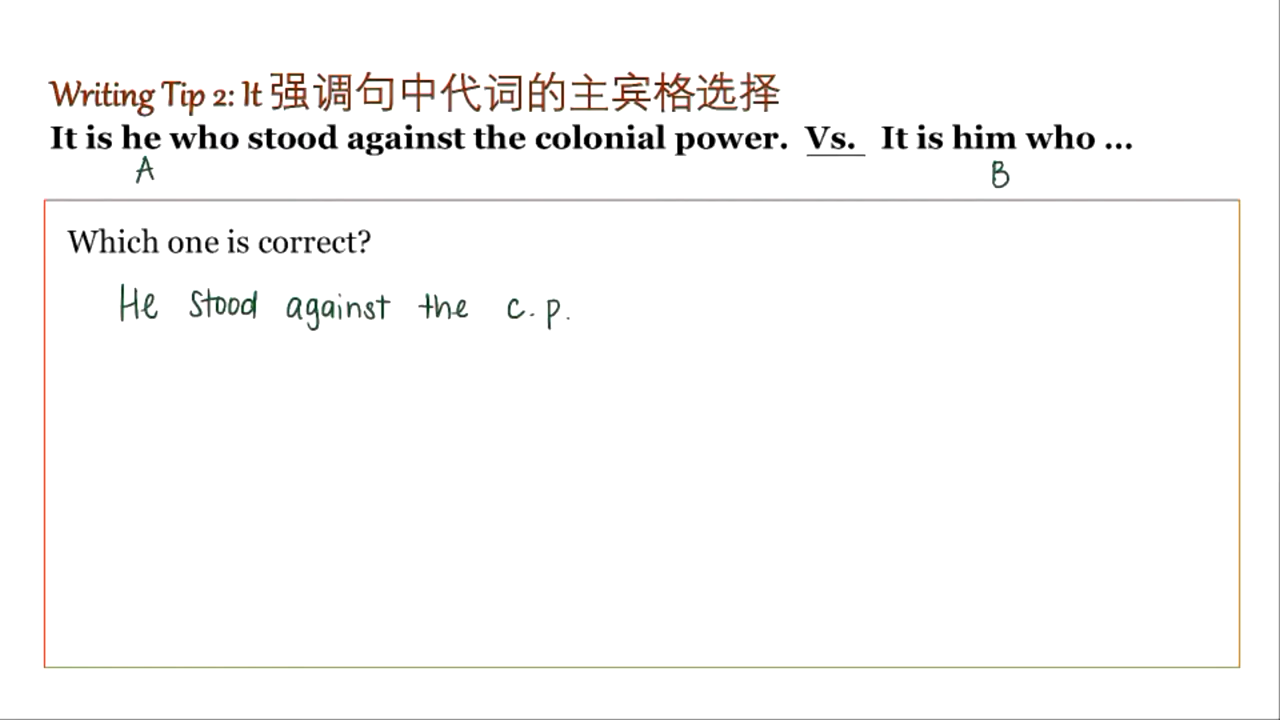 Writing Tip 2: It 强调句中代词的主宾格选择
It is he who stood against the colonial power. Vs. It is him who ...
A B
Which one is correct?
He stood against the c. p.